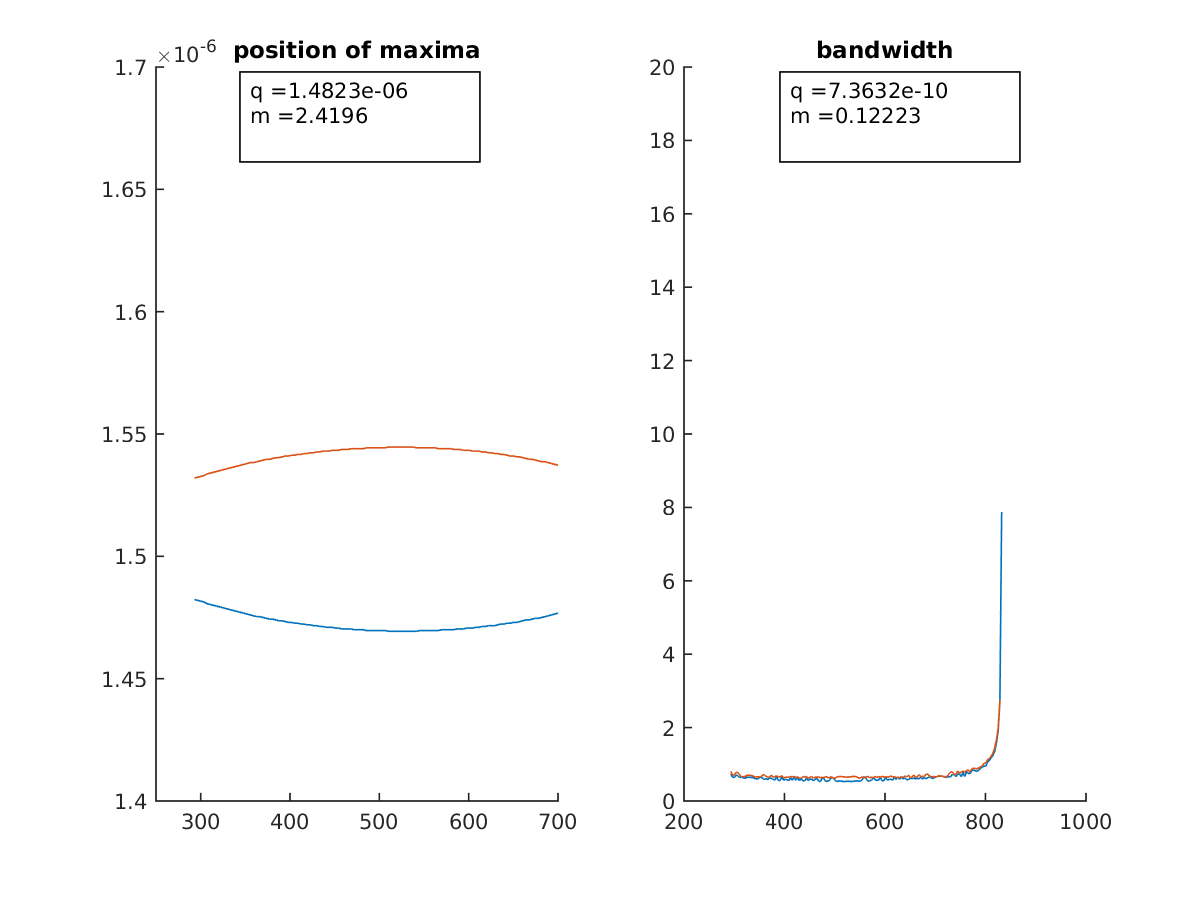 ×10-6
position of maxima
q =1.4823e-06
m =2.4196
1.7
1.65
1.6
1.55
1.5
1.45
1.4
300 400 500 600 700
bandwidth
q =7.3632e-10
m =0.12223
20
18
16
14
12
10
8
6
4
2
0
200 400 600 800 1000